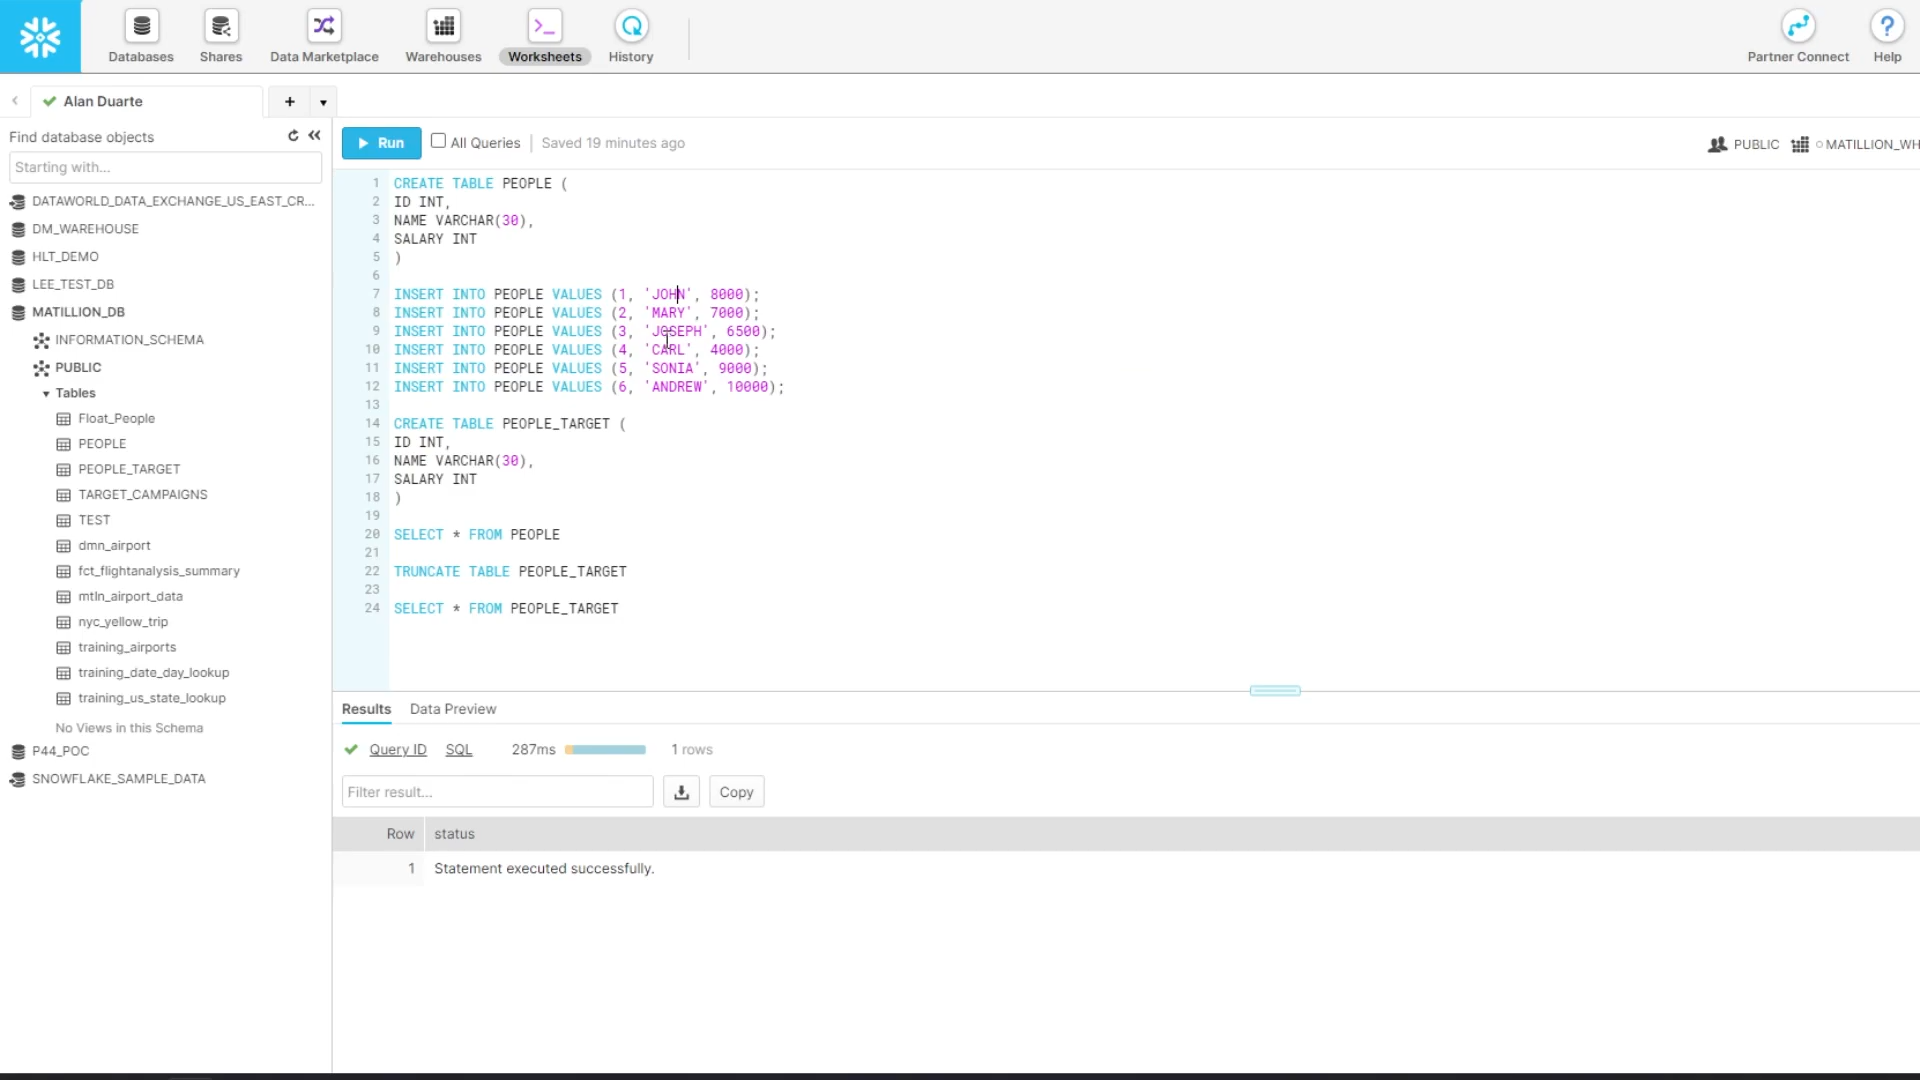 Databases
Shares
Data Marketplace
Warehouses
Worksheets
History
Partner Connect
Help
Alan Duarte
Find database objects
Starting with...
DATAWORLD_DATA_EXCHANGE_US_EAST_CR...
DM_WAREHOUSE
HLT_DEMO
LEE_TEST_DB
MATILLION_DB
INFORMATION_SCHEMA
PUBLIC
Tables
Float_People
PEOPLE
PEOPLE_TARGET
TARGET_CAMPAIGNS
TEST
dmn_airport
fct_flightanalysis_summary
mtln_airport_data
nyc_yellow_trip
training_airports
training_date_day_lookup
training_us_state_lookup
No Views in this Schema
P44_POC
SNOWFLAKE_SAMPLE_DATA
Run All Queries Saved 19 minutes ago PUBLIC MATILLION_WH
1 CREATE TABLE PEOPLE (
2 ID INT,
3 NAME VARCHAR(30),
4 SALARY INT
5 )
6
7 INSERT INTO PEOPLE VALUES (1, 'JOHN', 8000);
8 INSERT INTO PEOPLE VALUES (2, 'MARY', 7000);
9 INSERT INTO PEOPLE VALUES (3, 'JOSEPH', 6500);
10 INSERT INTO PEOPLE VALUES (4, 'CARL', 4000);
11 INSERT INTO PEOPLE VALUES (5, 'SONIA', 9000);
12 INSERT INTO PEOPLE VALUES (6, 'ANDREW', 10000);
13
14 CREATE TABLE PEOPLE_TARGET (
15 ID INT,
16 NAME VARCHAR(30),
17 SALARY INT
18 )
19
20 SELECT * FROM PEOPLE
21
22 TRUNCATE TABLE PEOPLE_TARGET
23
24 SELECT * FROM PEOPLE_TARGET
Results Data Preview
Query ID SQL 287ms 1 rows
Filter result...
Copy
Row status
1 Statement executed successfully.